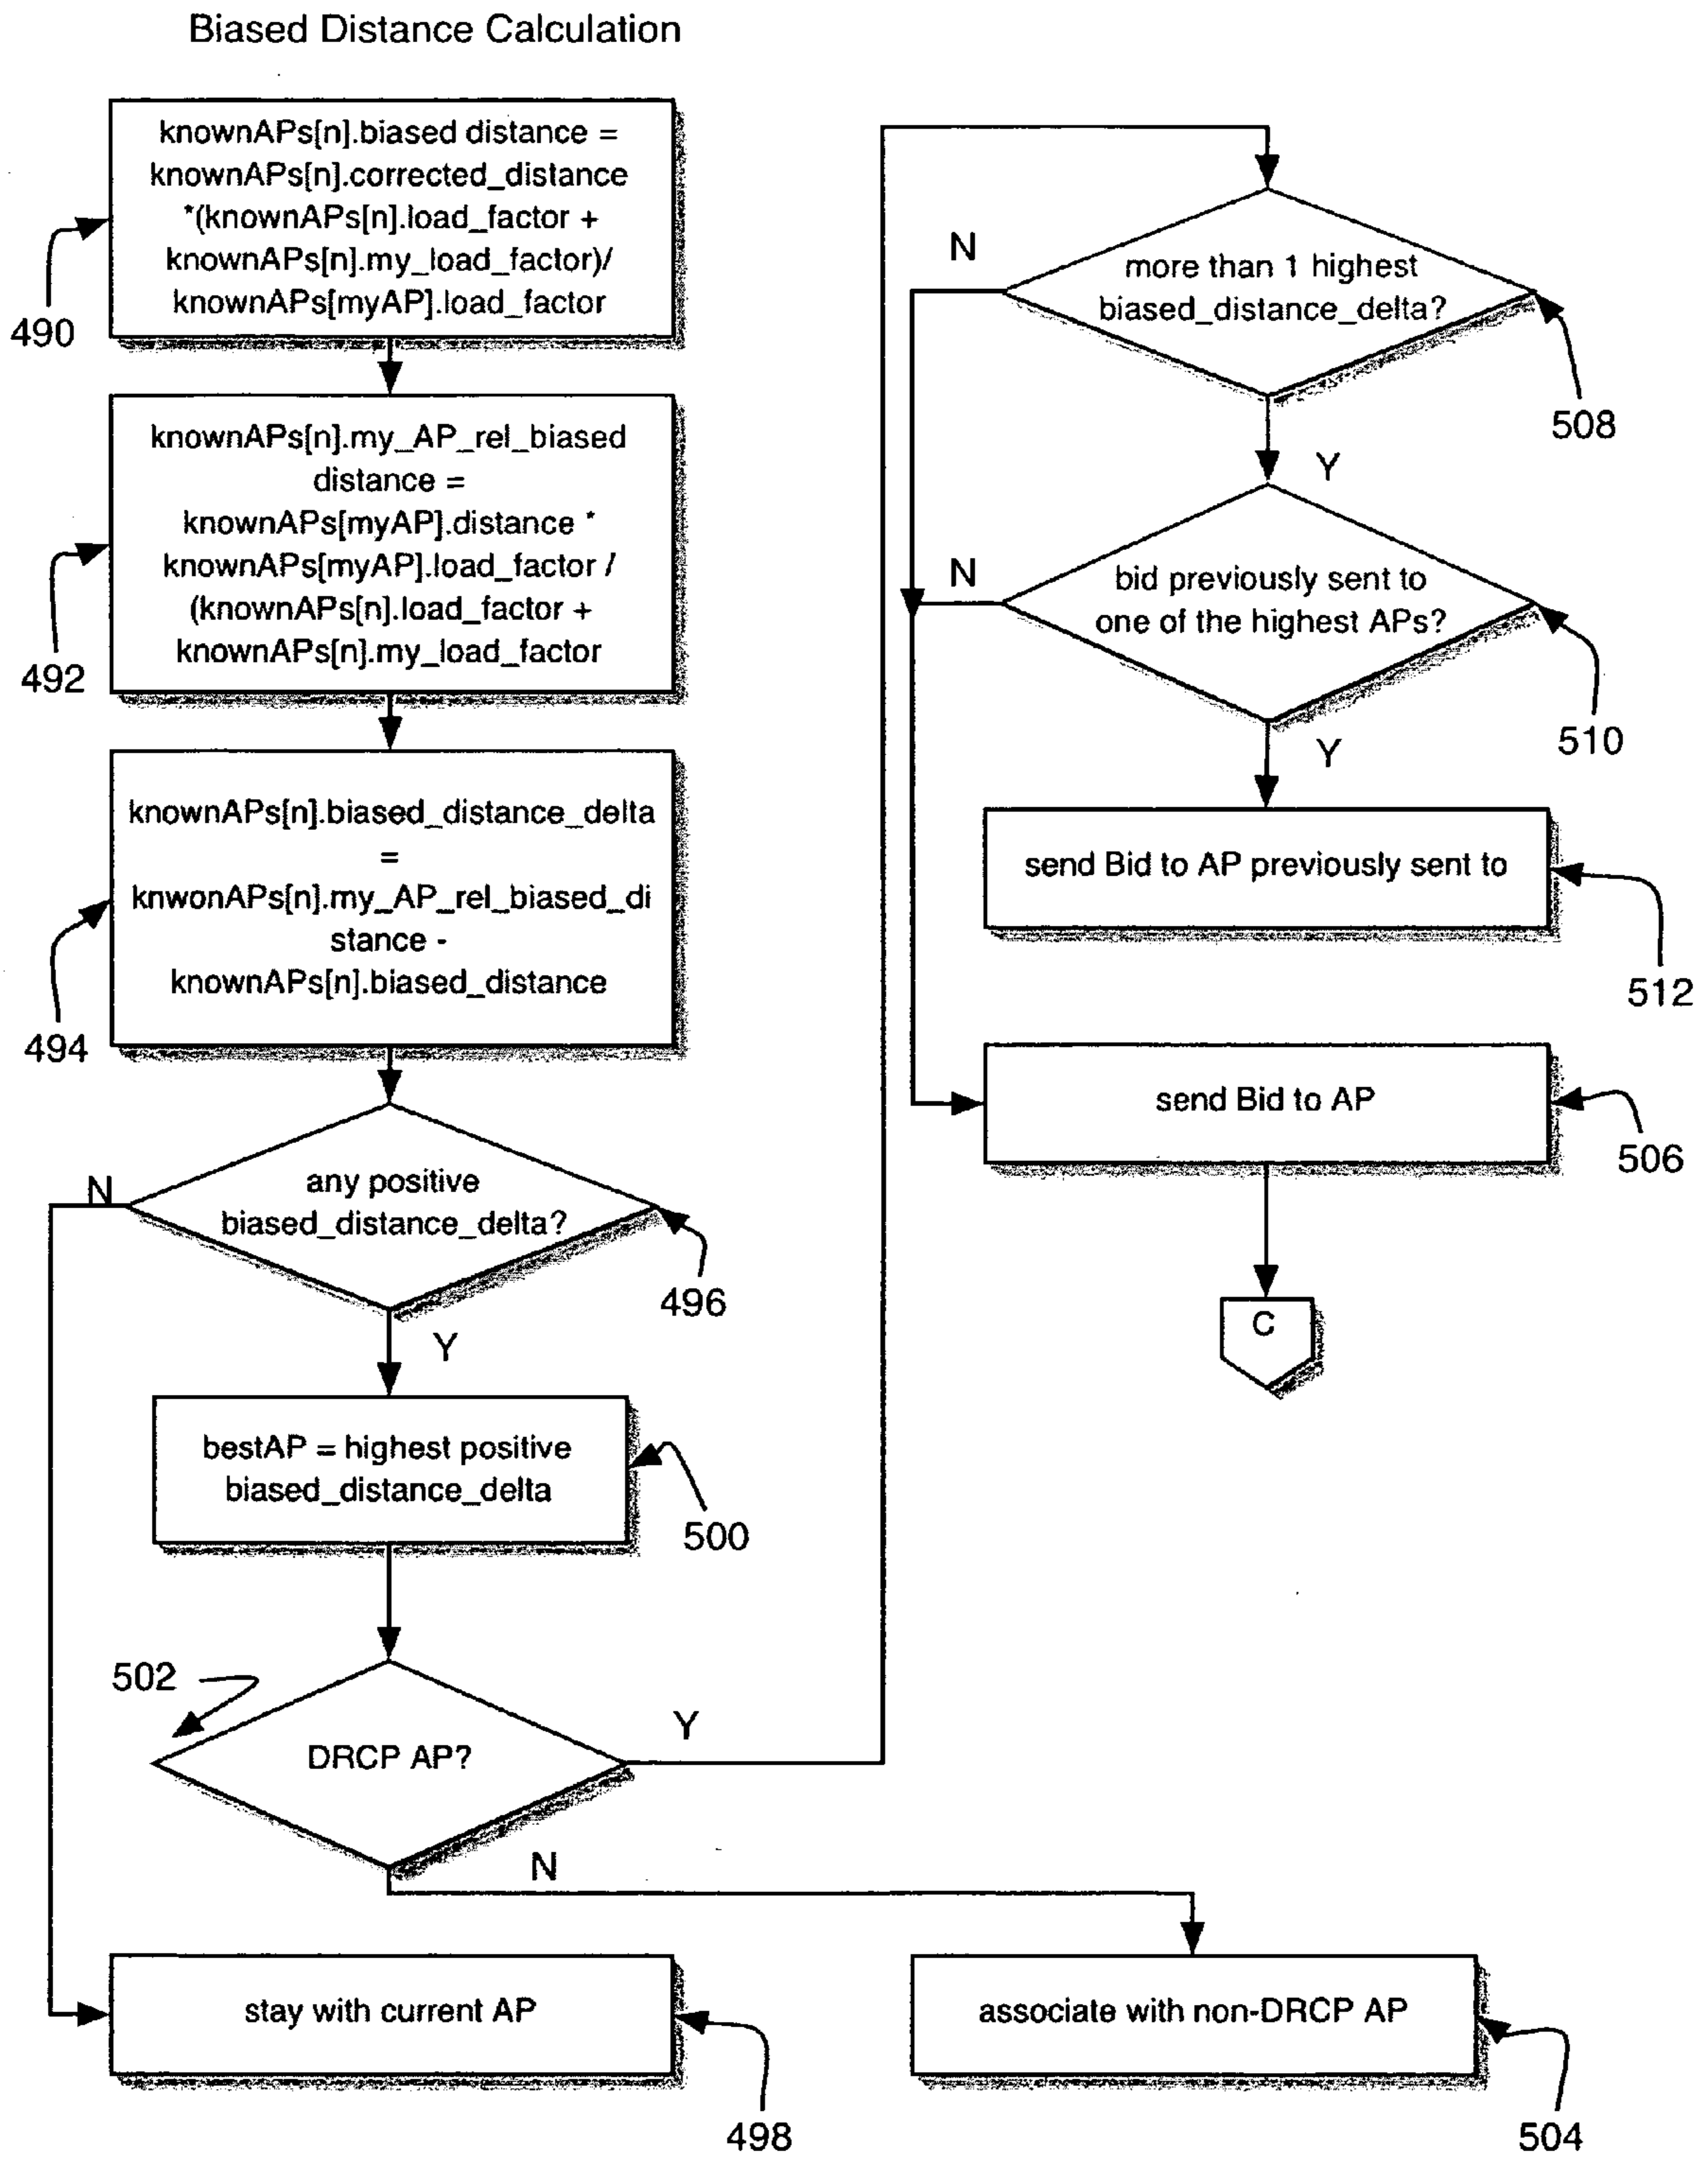 Biased Distance Calculation
knownAPs[n].biased distance =
knownAPs[n].corrected_distance
*(knownAPs[n].load_factor +
knownAPs[n].my_load_factor)/
knownAPs[myAP].load_factor
490
knownAPs[n].my_AP_rel_biased
distance =
knownAPs[myAP].distance *
knownAPs[myAP].load_factor /
(knownAPs[n].load_factor +
knownAPs[n].my_load_factor
492
knownAPs[n].biased_distance_delta
=
knwonAPs[n].my_AP_rel_biased_di
stance -
knownAPs[n].biased_distance
494
N
any positive
biased_distance_delta?
496
Y
bestAP = highest positive
biased_distance_delta
500
502
DRCP AP?
Y
N
stay with current AP
498
associate with non-DRCP AP
504
N
more than 1 highest
biased_distance_delta?
508
Y
N
bid previously sent to
one of the highest APs?
510
Y
send Bid to AP previously sent to
512
send Bid to AP
506
C